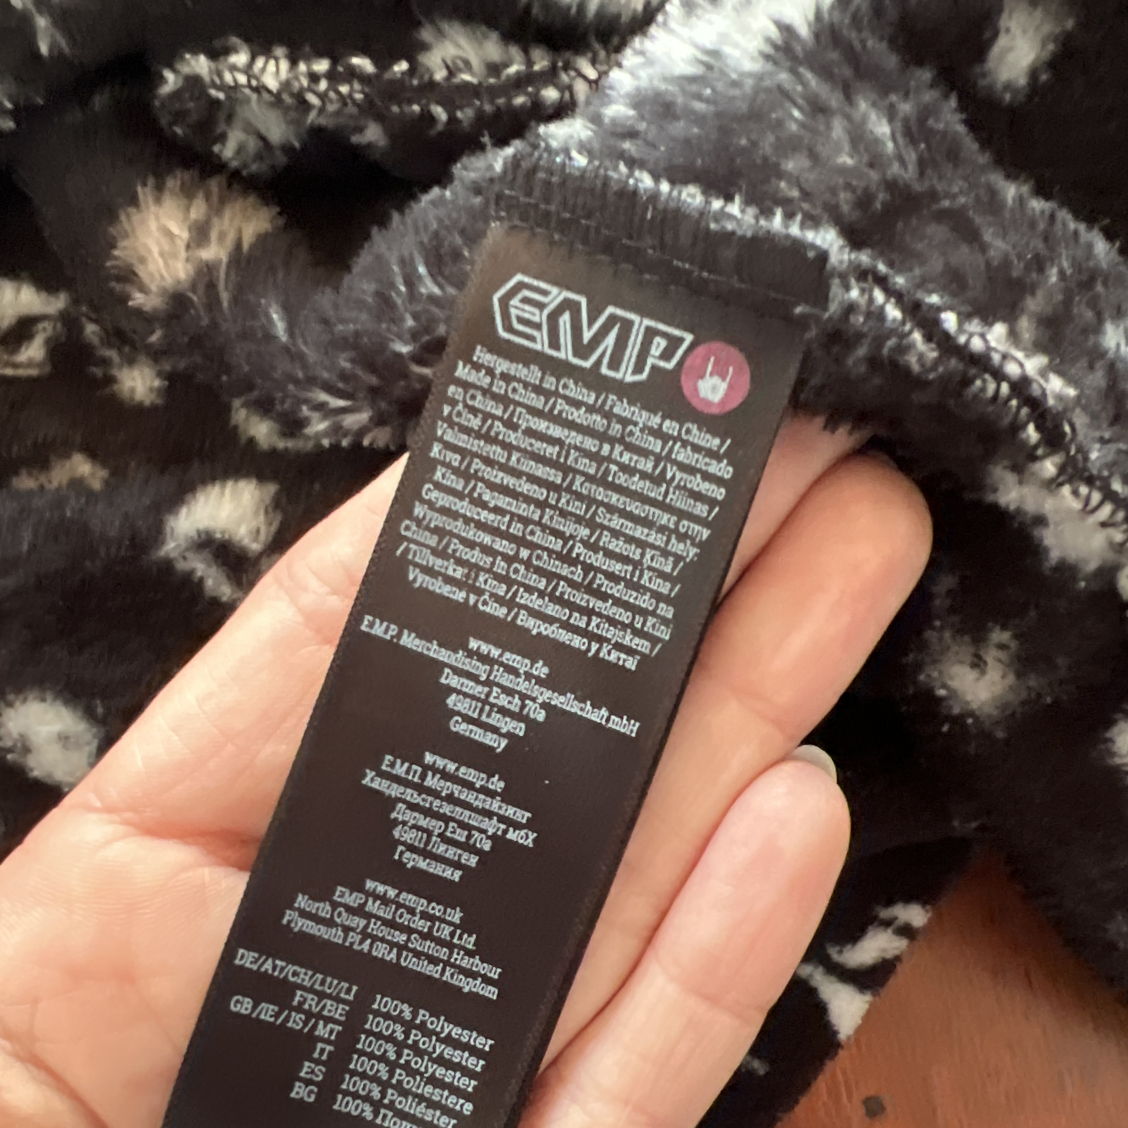 EMP
Hergestellt in China / Fabriqué en Chine /
Made in China / Prodotto in China / fabricado
en China / Произведено в Китай / Vyrobeno
v Číně / Produceret i Kina / Toodetud Hiinas /
Valmistettu Kiinassa / Κατασκευάστηκε στην
Κίνα / Proizvedeno u Kini / Származási hely:
Kína / Pagaminta Kinijoje / Ražots Ķīnā /
Geproduceerd in China / Produsert i Kina /
Wyprodukowano w Chinach / Produzido na
China / Produs în China / Proizvedeno u Kini
/ Tillverkat i Kina / Izdelano na Kitajskem /
Vyrobené v Číne / Вироблено у Китаї
www.emp.de
E.M.P. Merchandising Handelsgesellschaft mbH
Darmer Esch 70a
49811 Lingen
Germany
www.emp.de
Е.М.П. Мерчандайзинг
Хандельсгезеллшафт мбХ
Дармер Еш 70а
49811 Линген
Германия
www.emp.co.uk
EMP Mail Order UK Ltd.
North Quay House Sutton Harbour
Plymouth PL4 0RA United Kingdom
DE/AT/CH/LU/LI 100% Polyester
FR/BE 100% Polyester
GB/IE/IS/MT 100% Polyester
IT 100% Poliestere
ES 100% Poliéster
BG 100%